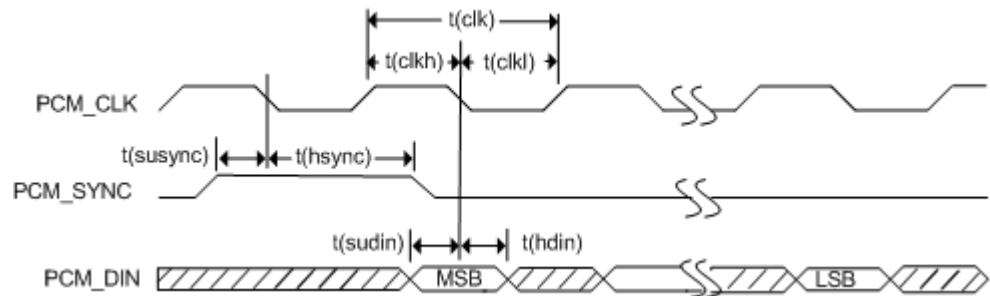 t(clk)
t(clkh) t(clkl)
PCM_CLK
t(susync) t(hsync)
PCM_SYNC
t(sudin) t(hdin)
PCM_DIN MSB LSB